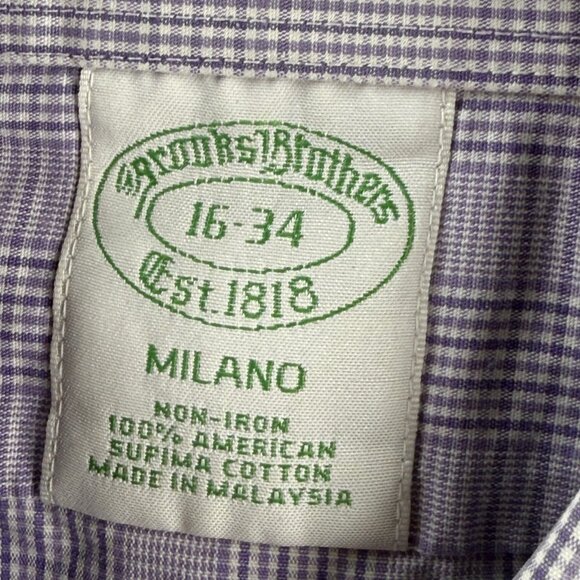 Brooks Brothers
16-34
Est. 1818
MILANO
NON-IRON
100% AMERICAN
SUPIMA COTTON
MADE IN MALAYSIA